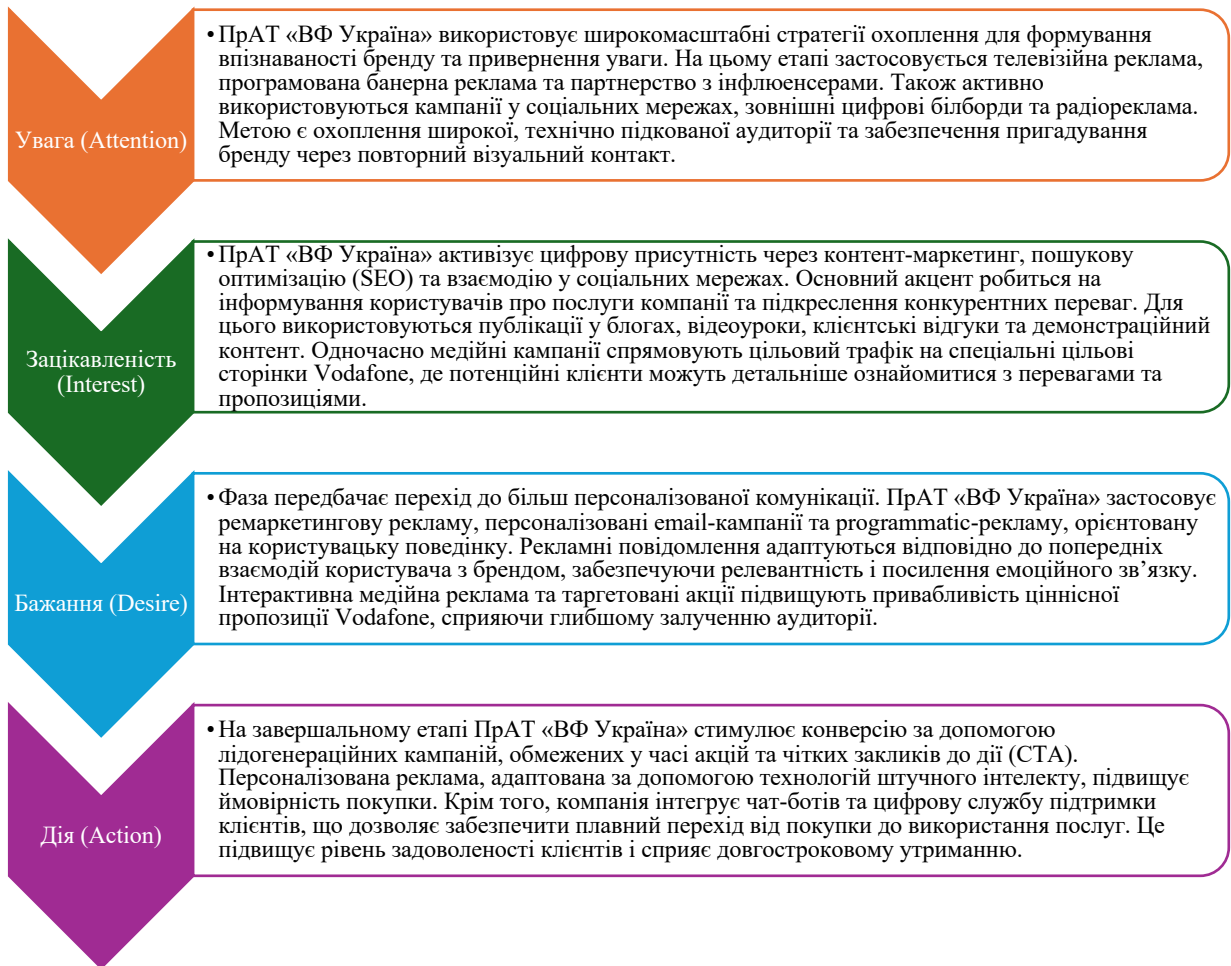 Увага (Attention)
• ПрАТ «ВФ Україна» використовує широкомасштабні стратегії охоплення для формування
впізнаваності бренду та привернення уваги. На цьому етапі застосовується телевізійна реклама,
програмована банерна реклама та партнерство з інфлюенсерами. Також активно
використовуються кампанії у соціальних мережах, зовнішні цифрові білборди та радіореклама.
Метою є охоплення широкої, технічно підкованої аудиторії та забезпечення пригадування
бренду через повторний візуальний контакт.
Зацікавленість
(Interest)
• ПрАТ «ВФ Україна» активізує цифрову присутність через контент-маркетинг, пошукову
оптимізацію (SEO) та взаємодію у соціальних мережах. Основний акцент робиться на
інформування користувачів про послуги компанії та підкреслення конкурентних переваг. Для
цього використовуються публікації у блогах, відеоуроки, клієнтські відгуки та демонстраційний
контент. Одночасно медійні кампанії спрямовують цільовий трафік на спеціальні цільові
сторінки Vodafone, де потенційні клієнти можуть детальніше ознайомитися з перевагами та
пропозиціями.
Бажання (Desire)
• Фаза передбачає перехід до більш персоналізованої комунікації. ПрАТ «ВФ Україна» застосовує
ремаркетингову рекламу, персоналізовані email-кампанії та programmatic-рекламу, орієнтовану
на користувацьку поведінку. Рекламні повідомлення адаптуються відповідно до попередніх
взаємодій користувача з брендом, забезпечуючи релевантність і посилення емоційного зв’язку.
Інтерактивна медійна реклама та таргетовані акції підвищують привабливість ціннісної
пропозиції Vodafone, сприяючи глибшому залученню аудиторії.
Дія (Action)
• На завершальному етапі ПрАТ «ВФ Україна» стимулює конверсію за допомогою
лідогенераційних кампаній, обмежених у часі акцій та чітких закликів до дії (CTA).
Персоналізована реклама, адаптована за допомогою технологій штучного інтелекту, підвищує
ймовірність покупки. Крім того, компанія інтегрує чат-ботів та цифрову службу підтримки
клієнтів, що дозволяє забезпечити плавний перехід від покупки до використання послуг. Це
підвищує рівень задоволеності клієнтів і сприяє довгостроковому утриманню.